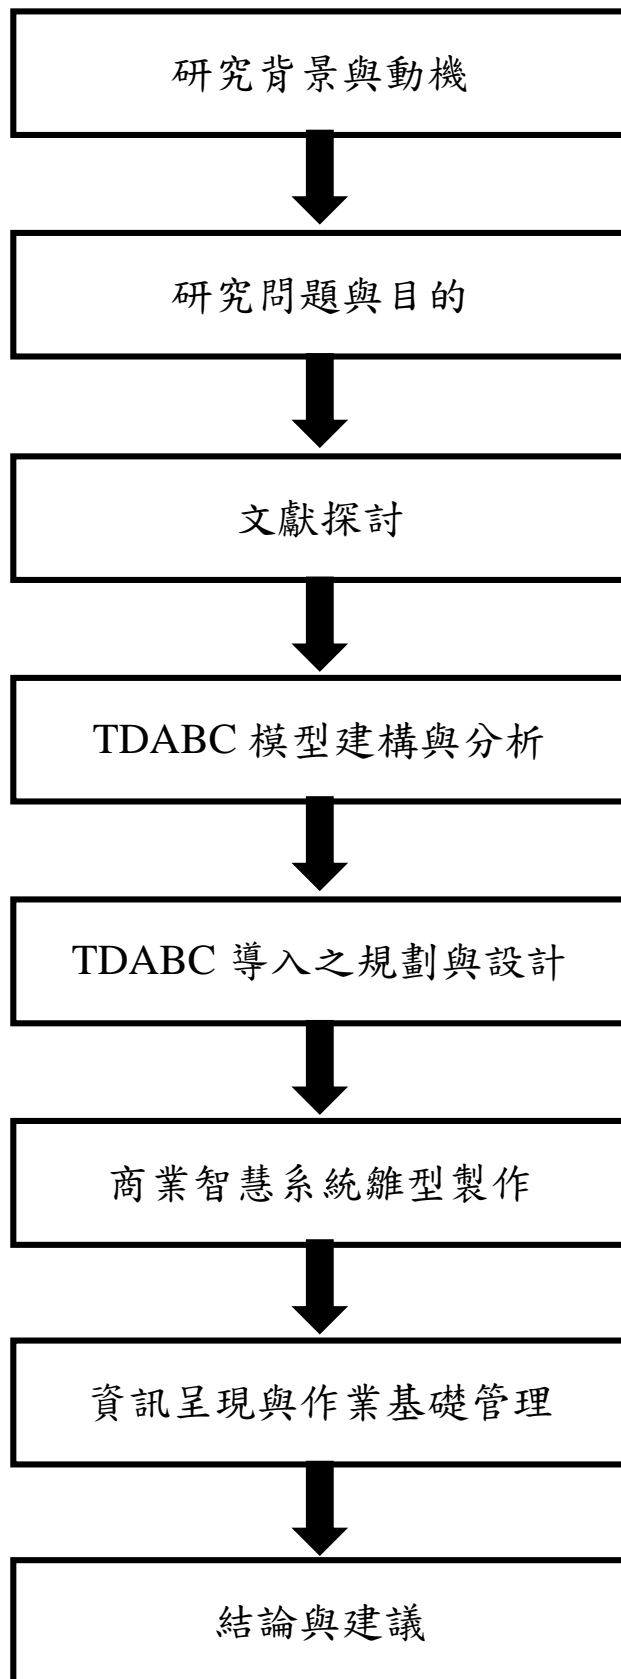 研究背景與動機
研究問題與目的
文獻探討
TDABC 模型建構與分析
TDABC 導入之規劃與設計
商業智慧系統雛型製作
資訊呈現與作業基礎管理
結論與建議